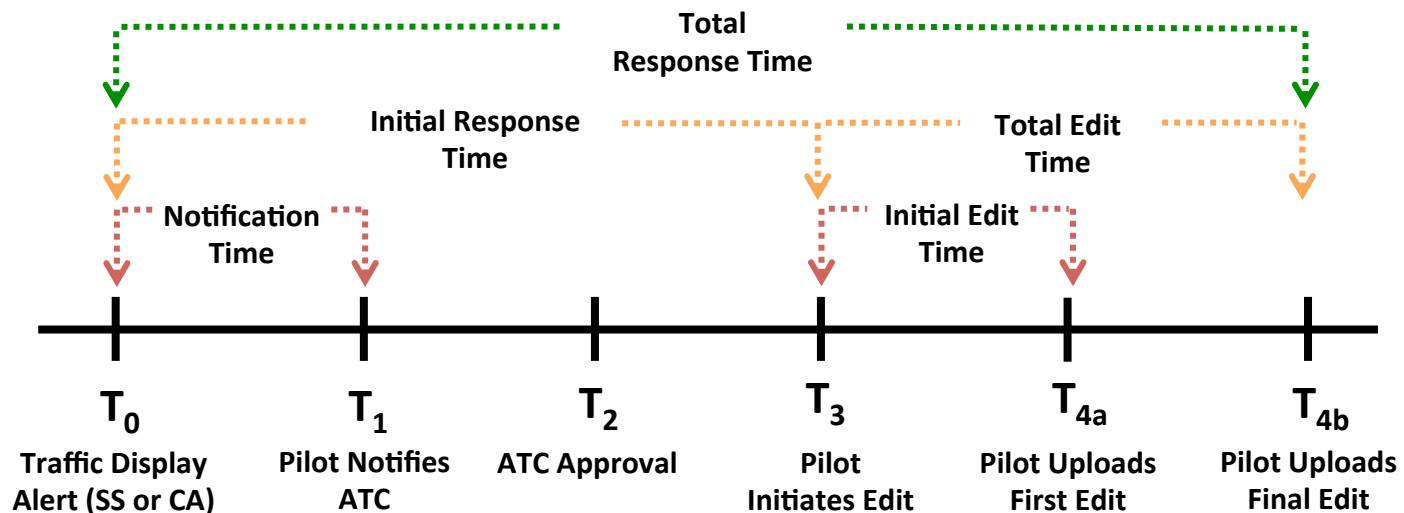 Total
Response Time
Initial Response
Time
Total Edit
Time
Notification
Time
Initial Edit
Time
T0
Traffic Display
Alert (SS or CA)
T1
Pilot Notifies
ATC
T2
ATC Approval
T3
Pilot
Initiates Edit
T4a
Pilot Uploads
First Edit
T4b
Pilot Uploads
Final Edit